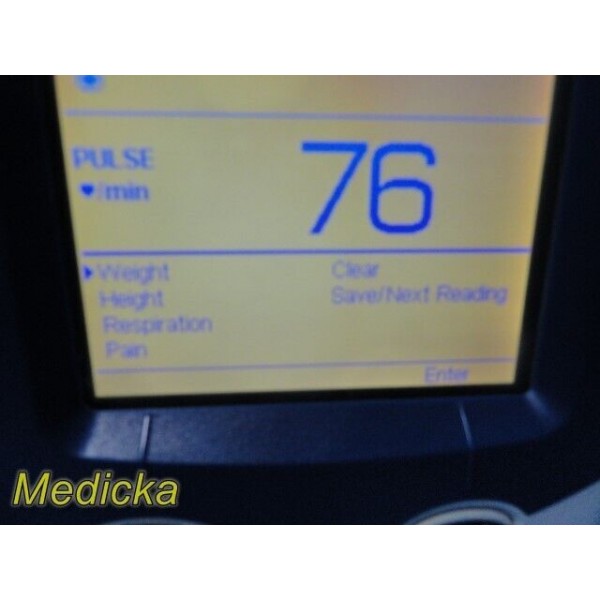 PULSE
♥/min
76
▶Weight
Clear
Height
Save/Next Reading
Respiration
Pain
Enter
Medicka